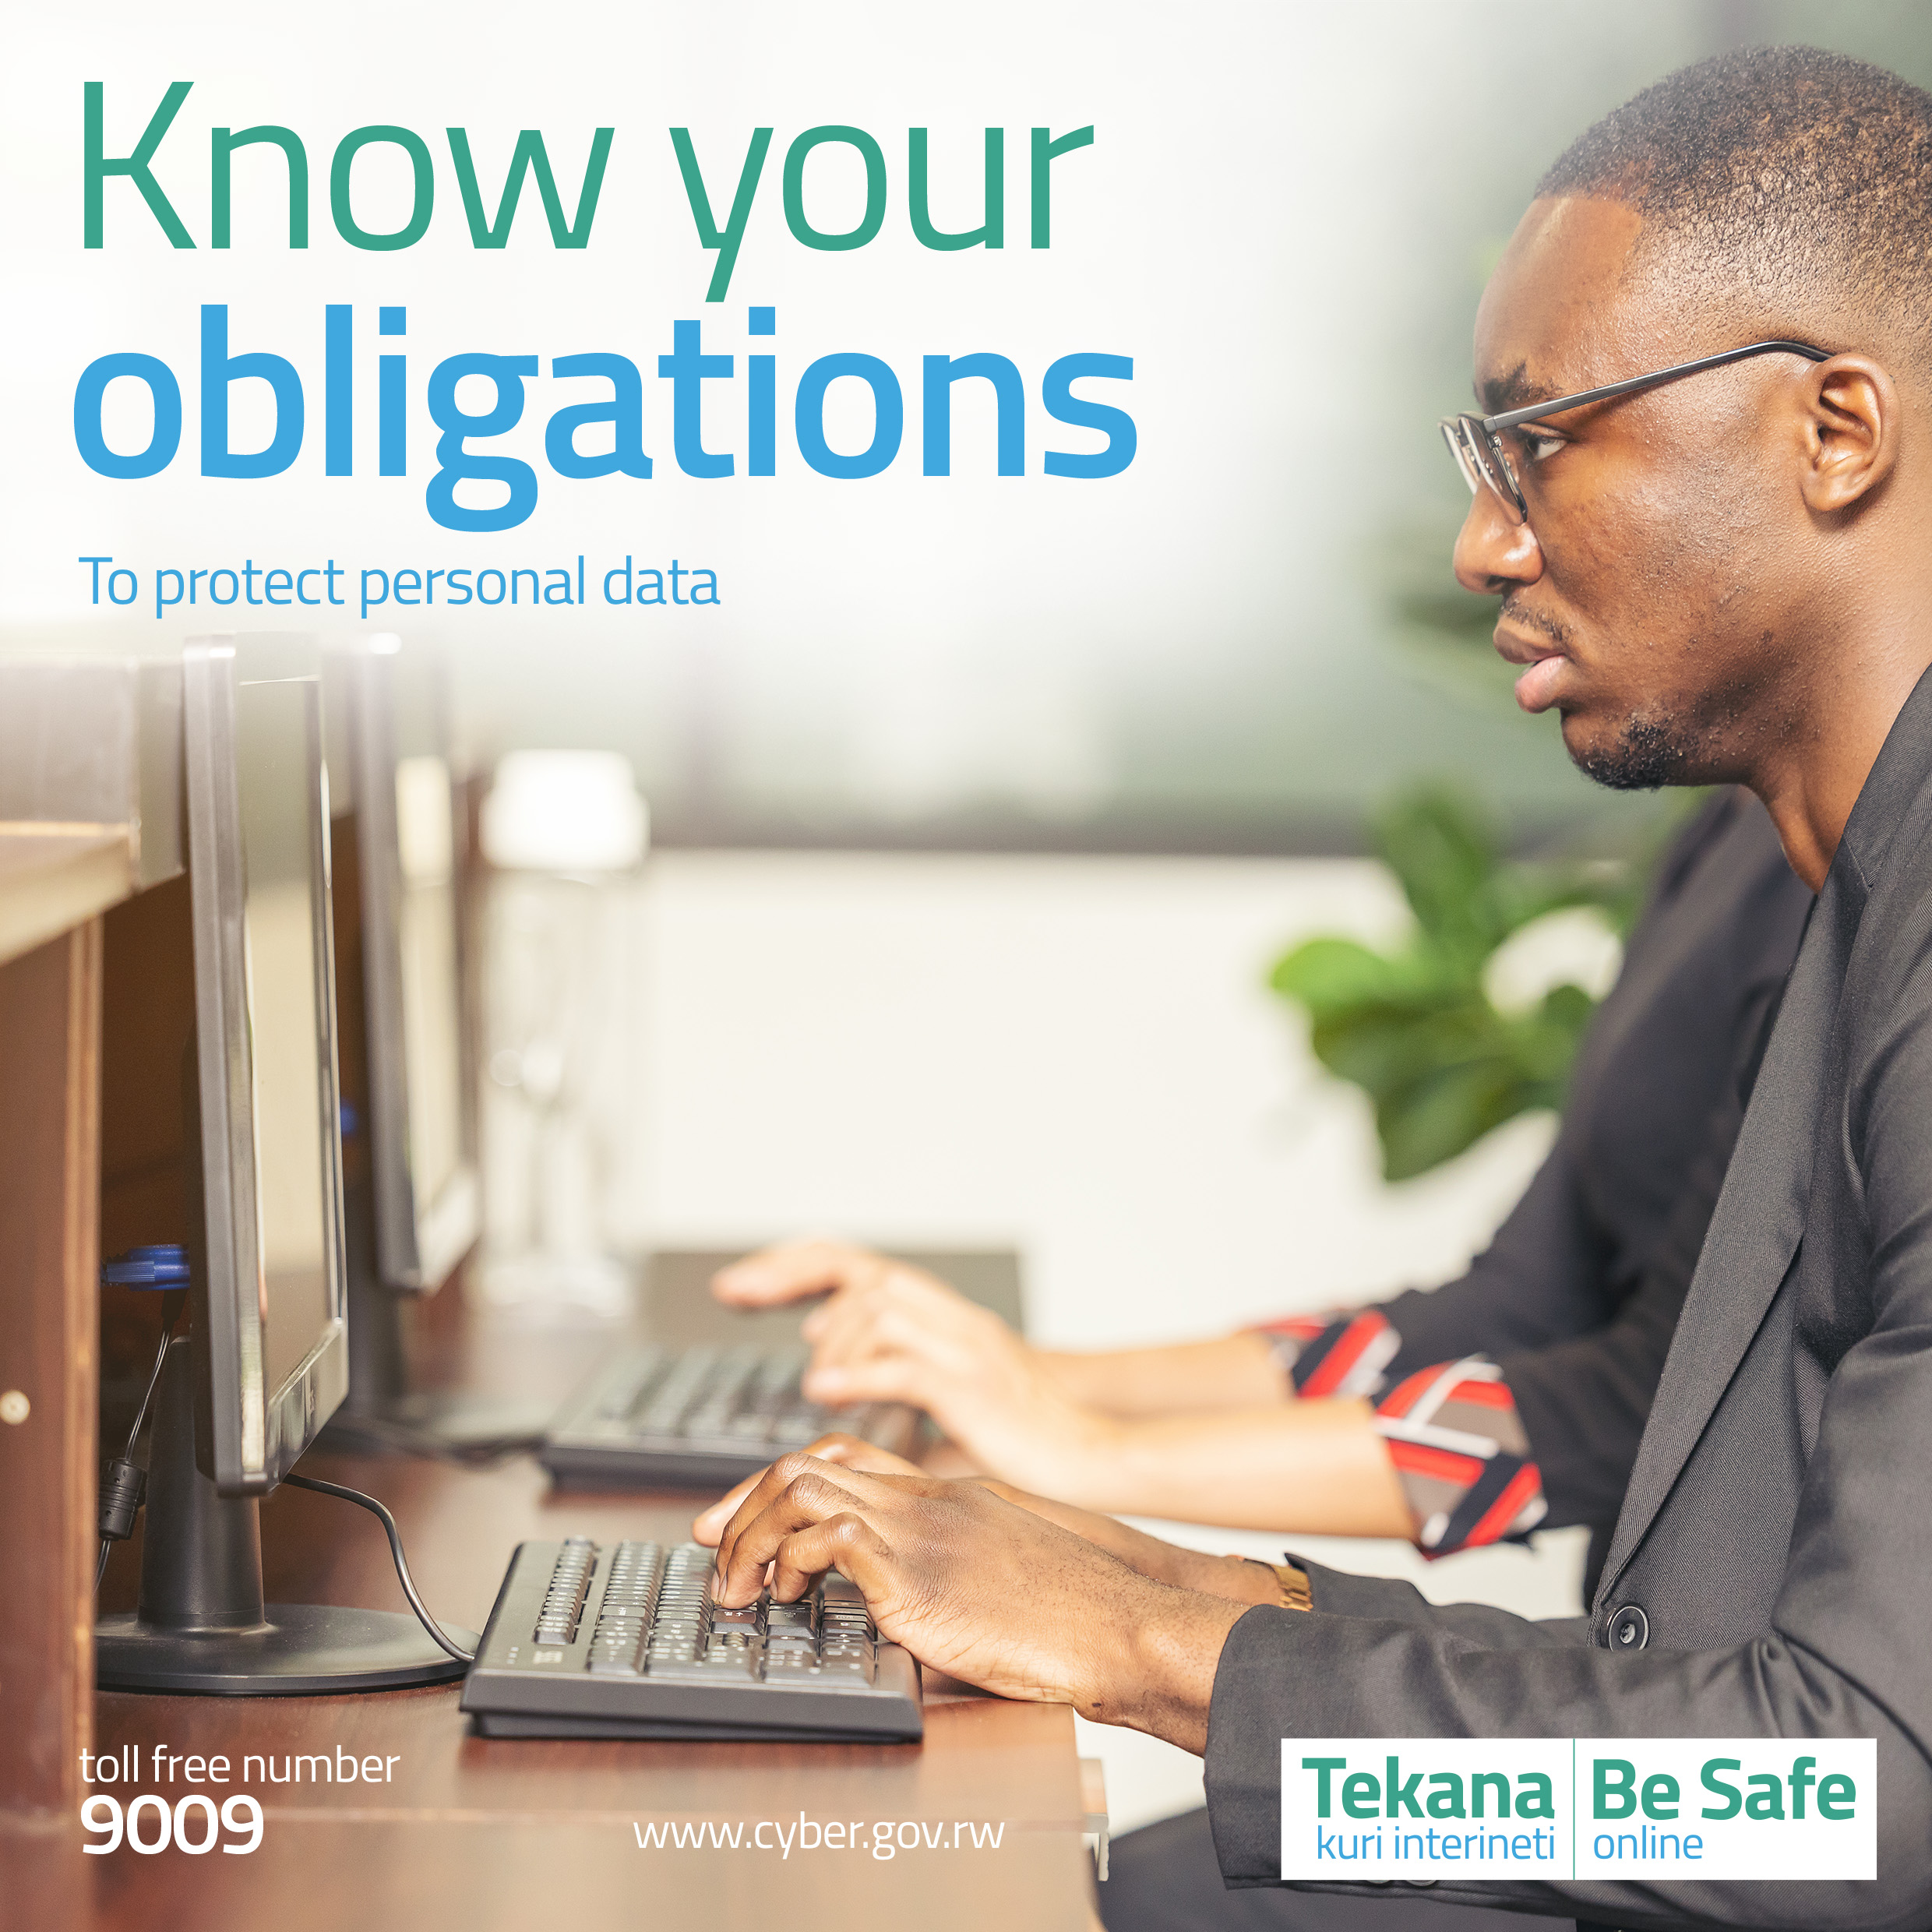 Know your
obligations
To protect personal data
toll free number
9009
www.cyber.gov.rw
Tekana
kuri interineti
Be Safe
online